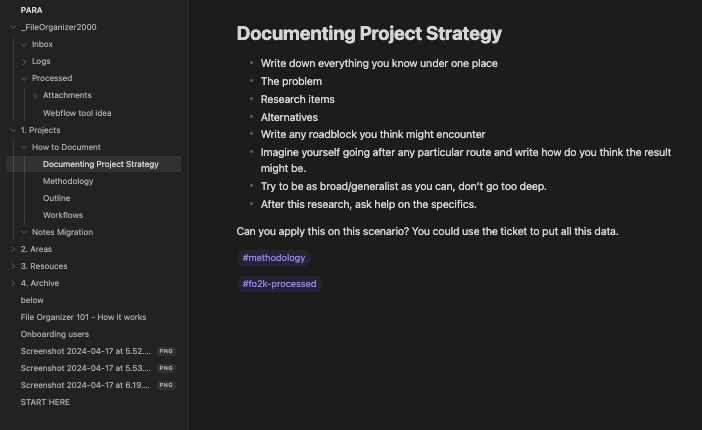 PARA
_FileOrganizer2000
Inbox
Logs
Processed
Attachments
Webflow tool idea
1. Projects
How to Document
Documenting Project Strategy
Methodology
Outline
Workflows
Notes Migration
2. Areas
3. Resouces
4. Archive
below
File Organizer 101 - How it works
Onboarding users
Screenshot 2024-04-17 at 5.52.... PNG
Screenshot 2024-04-17 at 5.53.... PNG
Screenshot 2024-04-17 at 6.19.... PNG
START HERE
Documenting Project Strategy
Write down everything you know under one place
The problem
Research items
Alternatives
Write any roadblock you think might encounter
Imagine yourself going after any particular route and write how do you think the result
might be.
Try to be as broad/generalist as you can, don't go too deep.
After this research, ask help on the specifics.
Can you apply this on this scenario? You could use the ticket to put all this data.
#methodology
#fo2k-processed